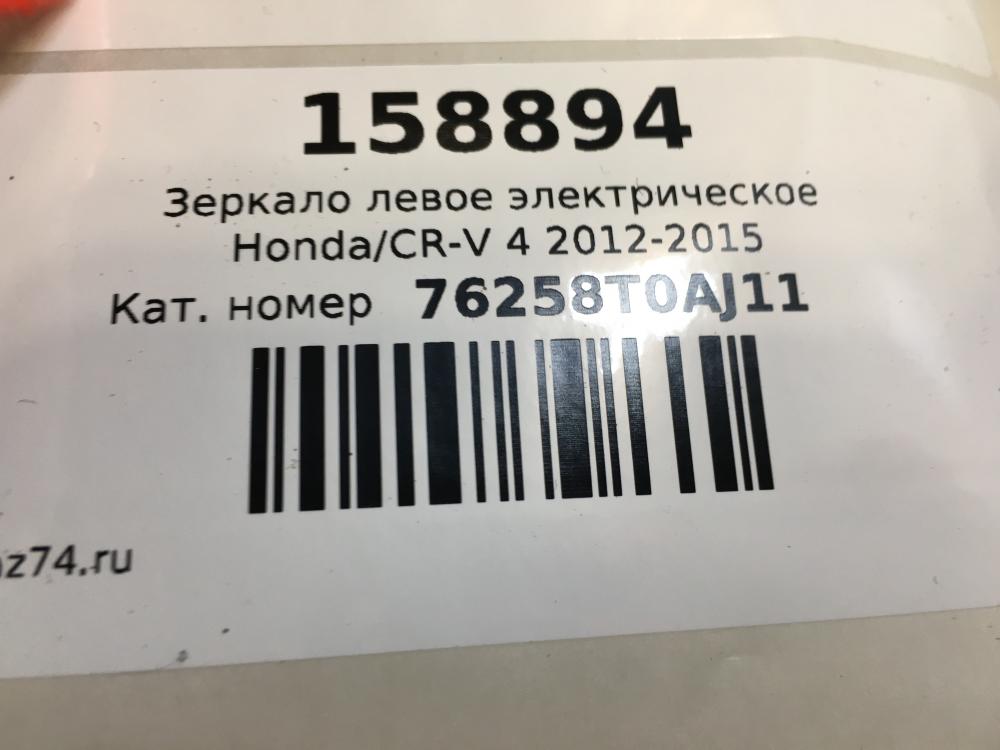 158894
Зеркало левое электрическое
Honda/CR-V 4 2012-2015
Кат. номер 76258T0AJ11
z74.ru